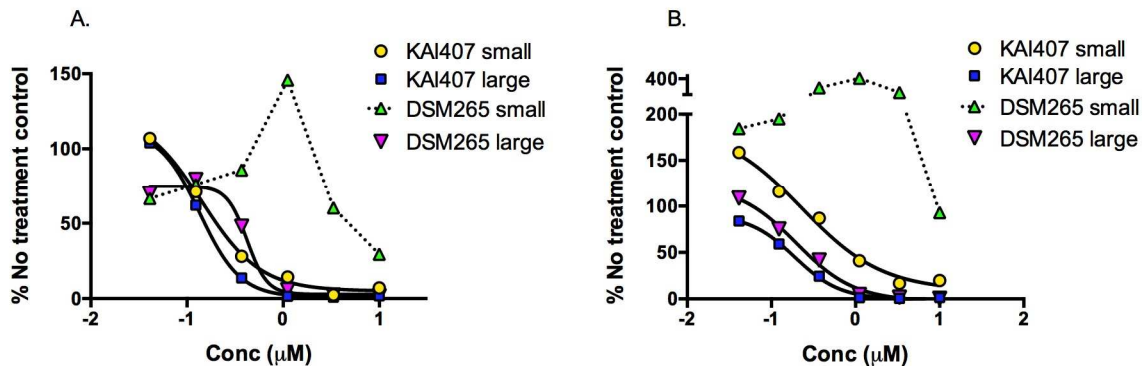 A.
% No treatment control
150
100
50
0
-2
-1
0
1
Conc (μM)
KAI407 small
KAI407 large
DSM265 small
DSM265 large
B.
% No treatment control
400
200
150
100
50
0
-2
-1
0
1
2
Conc (μM)
KAI407 small
KAI407 large
DSM265 small
DSM265 large